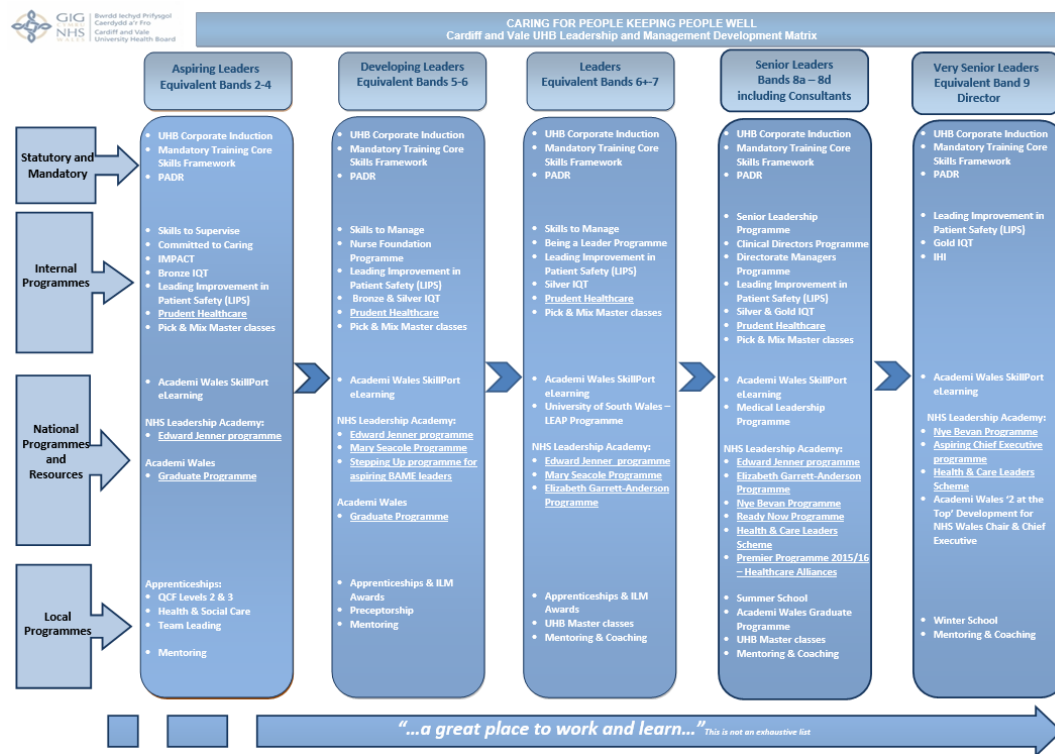 GIG
CYMRU
NHS
WALES
Bwrdd Iechyd Prifysgol
Caerdydd a'r Fro
Cardiff and Vale
University Health Board
CARING FOR PEOPLE KEEPING PEOPLE WELL
Cardiff and Vale UHB Leadership and Management Development Matrix
Aspiring Leaders
Equivalent Bands 2-4
Developing Leaders
Equivalent Bands 5-6
Leaders
Equivalent Bands 6+-7
Senior Leaders
Bands 8a – 8d
including Consultants
Very Senior Leaders
Equivalent Band 9
Director
Statutory and
Mandatory
Internal
Programmes
National
Programmes
and
Resources
Local
Programmes
• UHB Corporate Induction
• Mandatory Training Core
Skills Framework
• PADR
• Skills to Supervise
• Committed to Caring
• IMPACT
• Bronze IQT
• Leading Improvement in
Patient Safety (LIPS)
• Prudent Healthcare
• Pick & Mix Master classes
• Academi Wales SkillPort
eLearning
NHS Leadership Academy:
• Edward Jenner programme
Academi Wales
• Graduate Programme
Apprenticeships:
• QCF Levels 2 & 3
• Health & Social Care
• Team Leading
• Mentoring
• UHB Corporate Induction
• Mandatory Training Core
Skills Framework
• PADR
• Skills to Manage
• Nurse Foundation
Programme
• Leading Improvement in
Patient Safety (LIPS)
• Bronze & Silver IQT
• Prudent Healthcare
• Pick & Mix Master classes
• Academi Wales SkillPort
eLearning
NHS Leadership Academy:
• Edward Jenner programme
• Mary Seacole Programme
• Stepping Up programme for
aspiring BAME leaders
Academi Wales
• Graduate Programme
• Apprenticeships & ILM
Awards
• Preceptorship
• Mentoring
• UHB Corporate Induction
• Mandatory Training Core
Skills Framework
• PADR
• Skills to Manage
• Being a Leader Programme
• Leading Improvement in
Patient Safety (LIPS)
• Silver IQT
• Prudent Healthcare
• Pick & Mix Master classes
• Academi Wales SkillPort
eLearning
• University of South Wales –
LEAP Programme
NHS Leadership Academy:
• Edward Jenner programme
• Mary Seacole Programme
• Elizabeth Garrett-Anderson
Programme
• Apprenticeships & ILM
Awards
• UHB Master classes
• Mentoring & Coaching
• UHB Corporate Induction
• Mandatory Training Core
Skills Framework
• PADR
• Senior Leadership
Programme
• Clinical Directors Programme
• Directorate Managers
Programme
• Leading Improvement in
Patient Safety (LIPS)
• Silver & Gold IQT
• Prudent Healthcare
• Pick & Mix Master classes
• Academi Wales SkillPort
eLearning
• Medical Leadership
Programme
NHS Leadership Academy:
• Edward Jenner programme
• Elizabeth Garrett-Anderson
Programme
• Nye Bevan Programme
• Ready Now Programme
• Health & Care Leaders
Scheme
• Premier Programme 2015/16
– Healthcare Alliances
• Summer School
• Academi Wales Graduate
Programme
• UHB Master classes
• Mentoring & Coaching
• UHB Corporate Induction
• Mandatory Training Core
Skills Framework
• PADR
• Leading Improvement in
Patient Safety (LIPS)
• Gold IQT
• IHI
• Academi Wales SkillPort
eLearning
NHS Leadership Academy:
• Nye Bevan Programme
• Aspiring Chief Executive
programme
• Health & Care Leaders
Scheme
• Academi Wales '2 at the
Top' Development for
NHS Wales Chair & Chief
Executive
• Winter School
• Mentoring & Coaching
“...a great place to work and learn...” This is not an exhaustive list